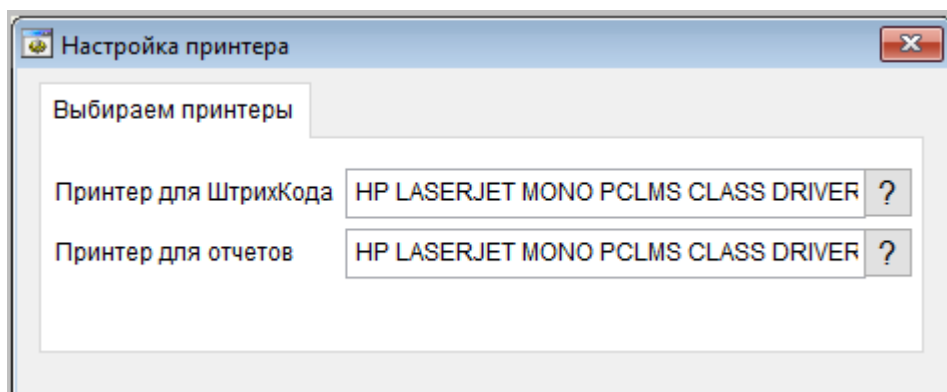 Настройка принтера
Выбираем принтеры
Принтер для ШтрихКода HP LASERJET MONO PCLMS CLASS DRIVER ?
Принтер для отчетов HP LASERJET MONO PCLMS CLASS DRIVER ?